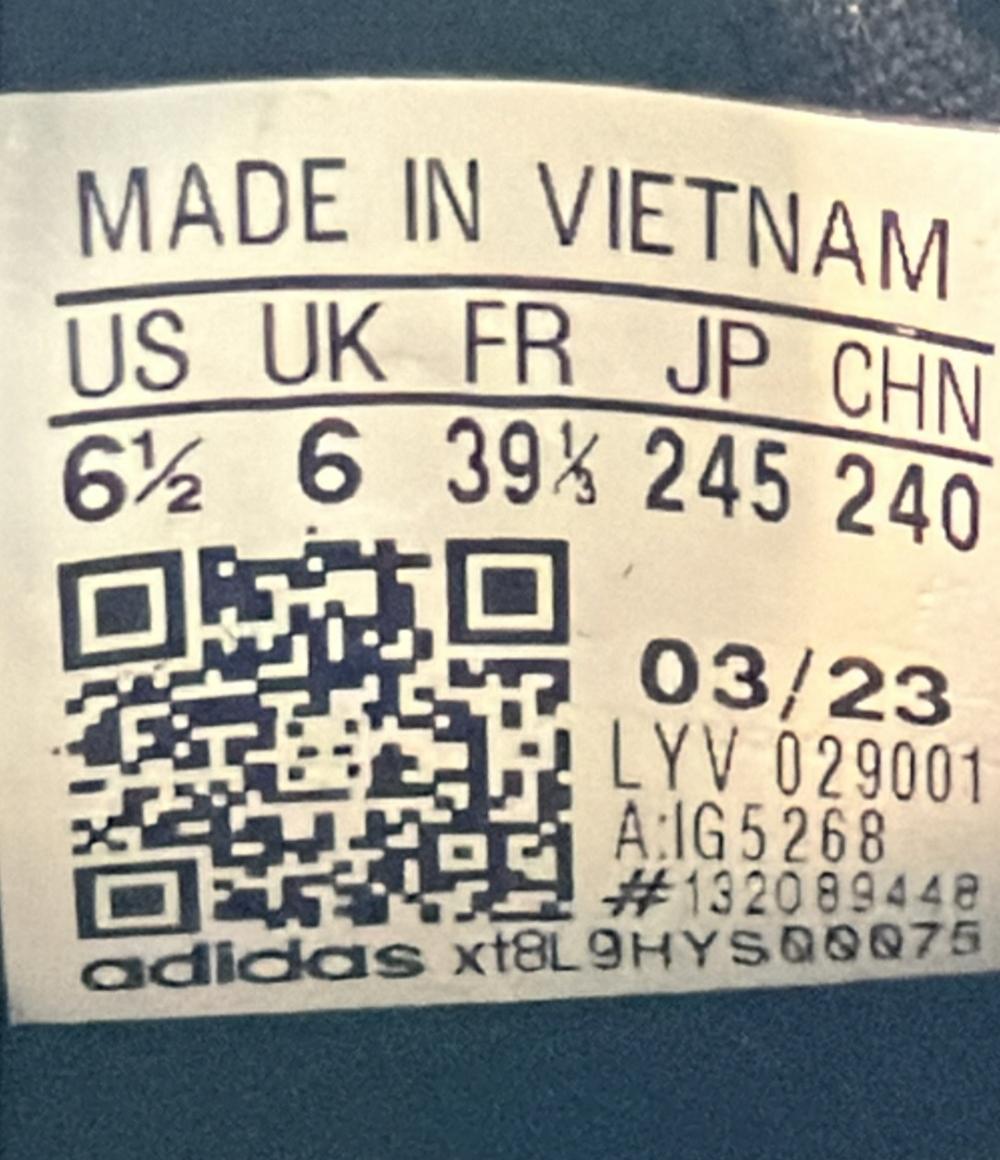 MADE IN VIETNAM
US UK FR JP CHN
6½ 6 39⅓ 245 240
03/23
LYV 029001
A:IG5268
#132089448
adidas xt8L9HYS00075